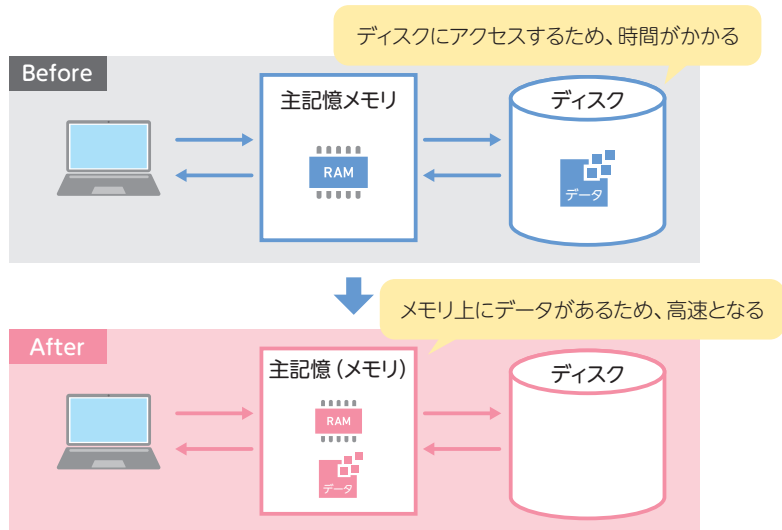 ディスクにアクセスするため、時間がかかる
Before
主記憶メモリ
ディスク
RAM
データ
メモリ上にデータがあるため、高速となる
After
主記憶（メモリ）
ディスク
RAM
データ